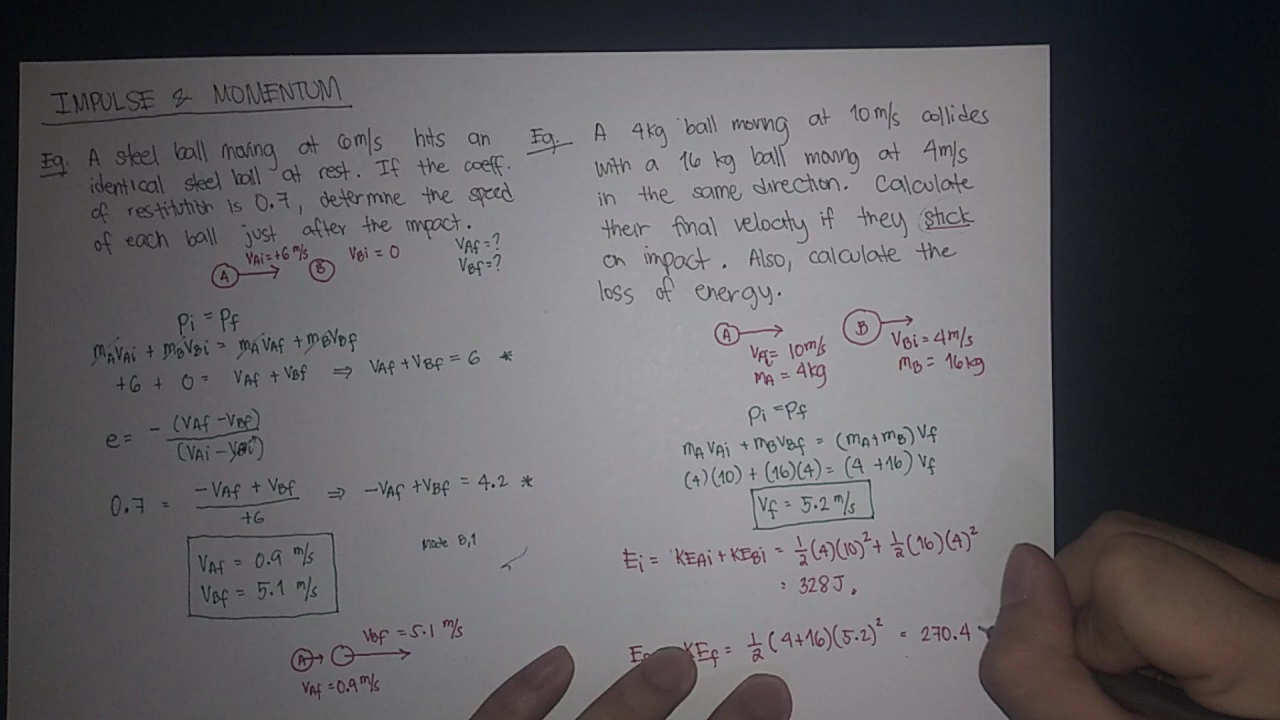 IMPULSE & MOMENTUM
Eg. A steel ball moving at 6m/s hits an
identical steel ball at rest. If the coeff.
of restitution is 0.7, determine the speed
of each ball just after the impact.
VAi=+6 m/s
VBi = 0
VAf=?
VBf=?
A
B
Pi = Pf
mAVAi + mBVBi = mAVAf + mBVBf
+6 + 0 = VAf + VBf ⇒ VAf + VBf = 6 *
e = -(VAf - VBf) / (VAi - VBi)
0.7 = -VAf + VBf / +6 ⇒ -VAf + VBf = 4.2 *
VAf = 0.9 m/s
VBf = 5.1 m/s
Mode 5,1
VBf = 5.1 m/s
A
VAf = 0.9 m/s
Eg. A 4kg ball moving at 10m/s collides
with a 16 kg ball moving at 4m/s
in the same direction. Calculate
their final velocity if they stick
on impact. Also, calculate the
loss of energy.
A
B
VAi = 10m/s
mA = 4kg
VBi = 4m/s
mB = 16kg
Pi = Pf
mAVAi + mBVBf = (mA+mB) Vf
(4)(10) + (16)(4) = (4 +16) Vf
Vf = 5.2 m/s
Ei = KEAi + KEBi = 1/2(4)(10)² + 1/2(16)(4)²
= 328J.
KEf = 1/2(4+16)(5.2)² = 270.4